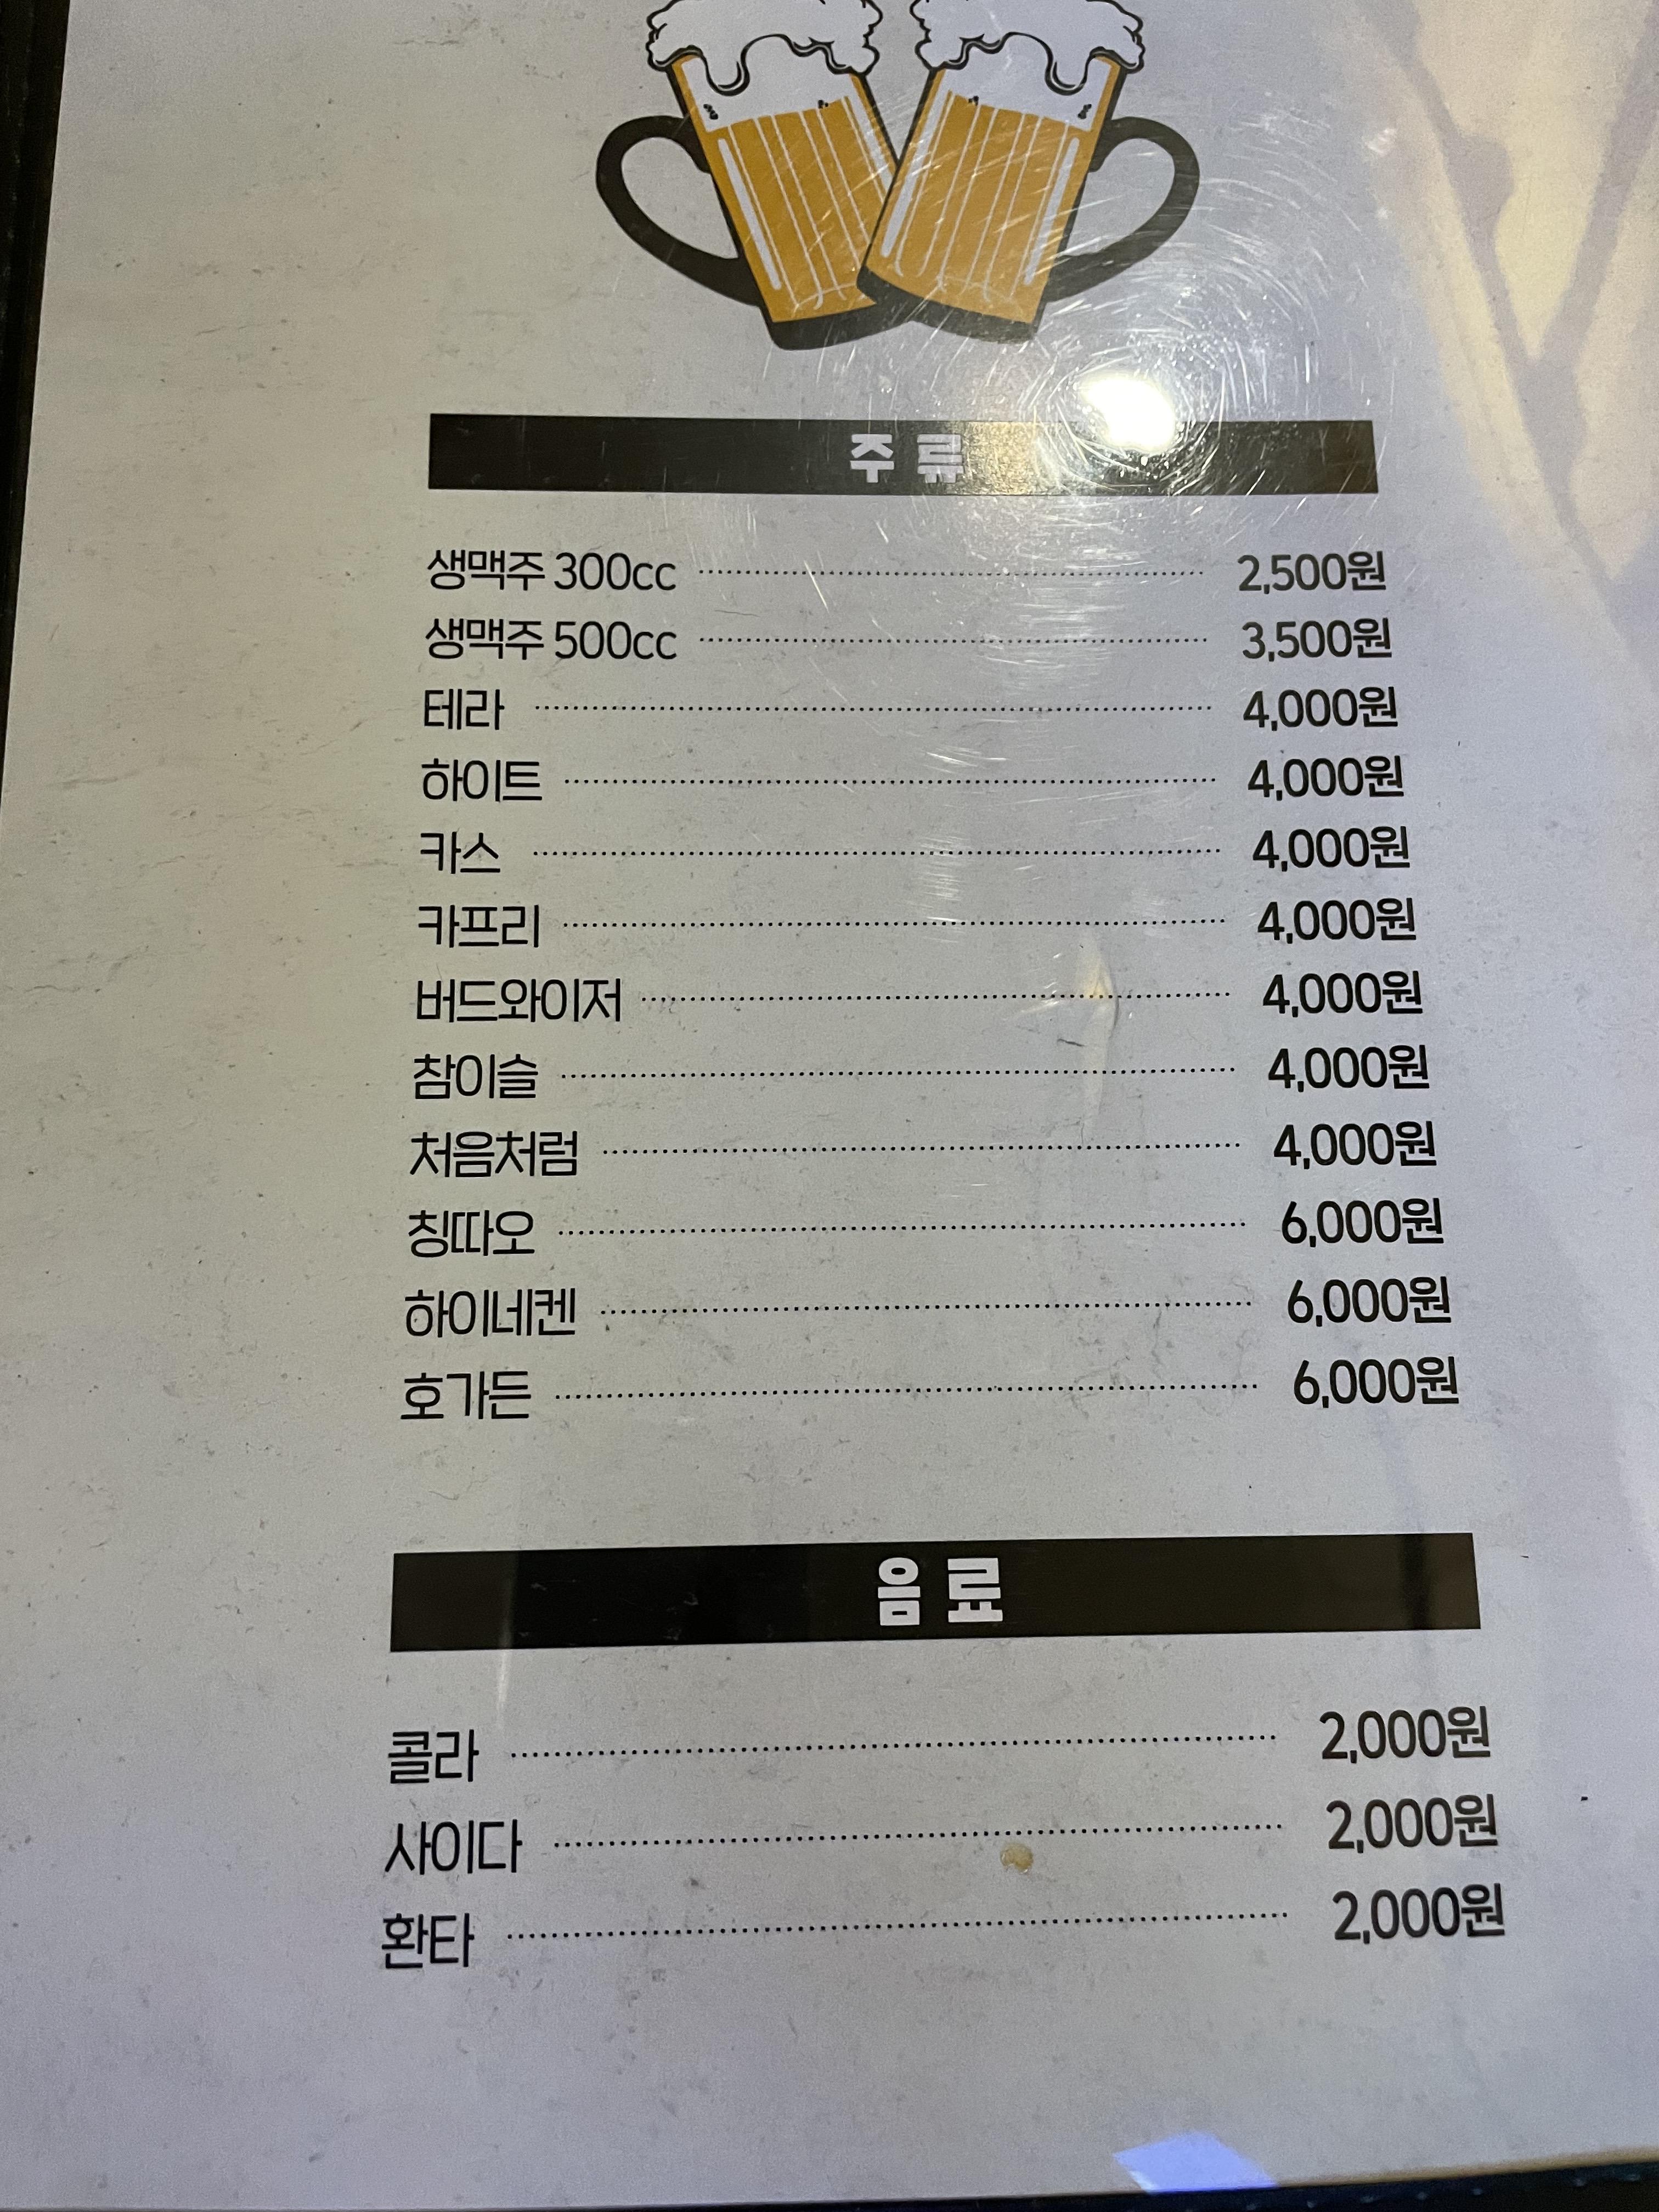 주류
생맥주 300cc 2,500원
생맥주 500cc 3,500원
테라 4,000원
하이트 4,000원
카스 4,000원
카프리 4,000원
버드와이저 4,000원
참이슬 4,000원
처음처럼 4,000원
칭따오 6,000원
하이네켄 6,000원
호가든 6,000원
음료
콜라 2,000원
사이다 2,000원
환타 2,000원